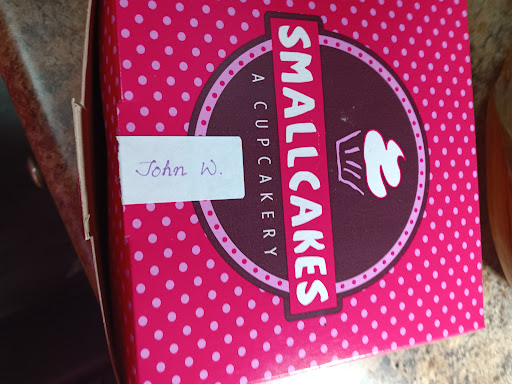 SMALLCAKES
A CUPCAKERY
John W.